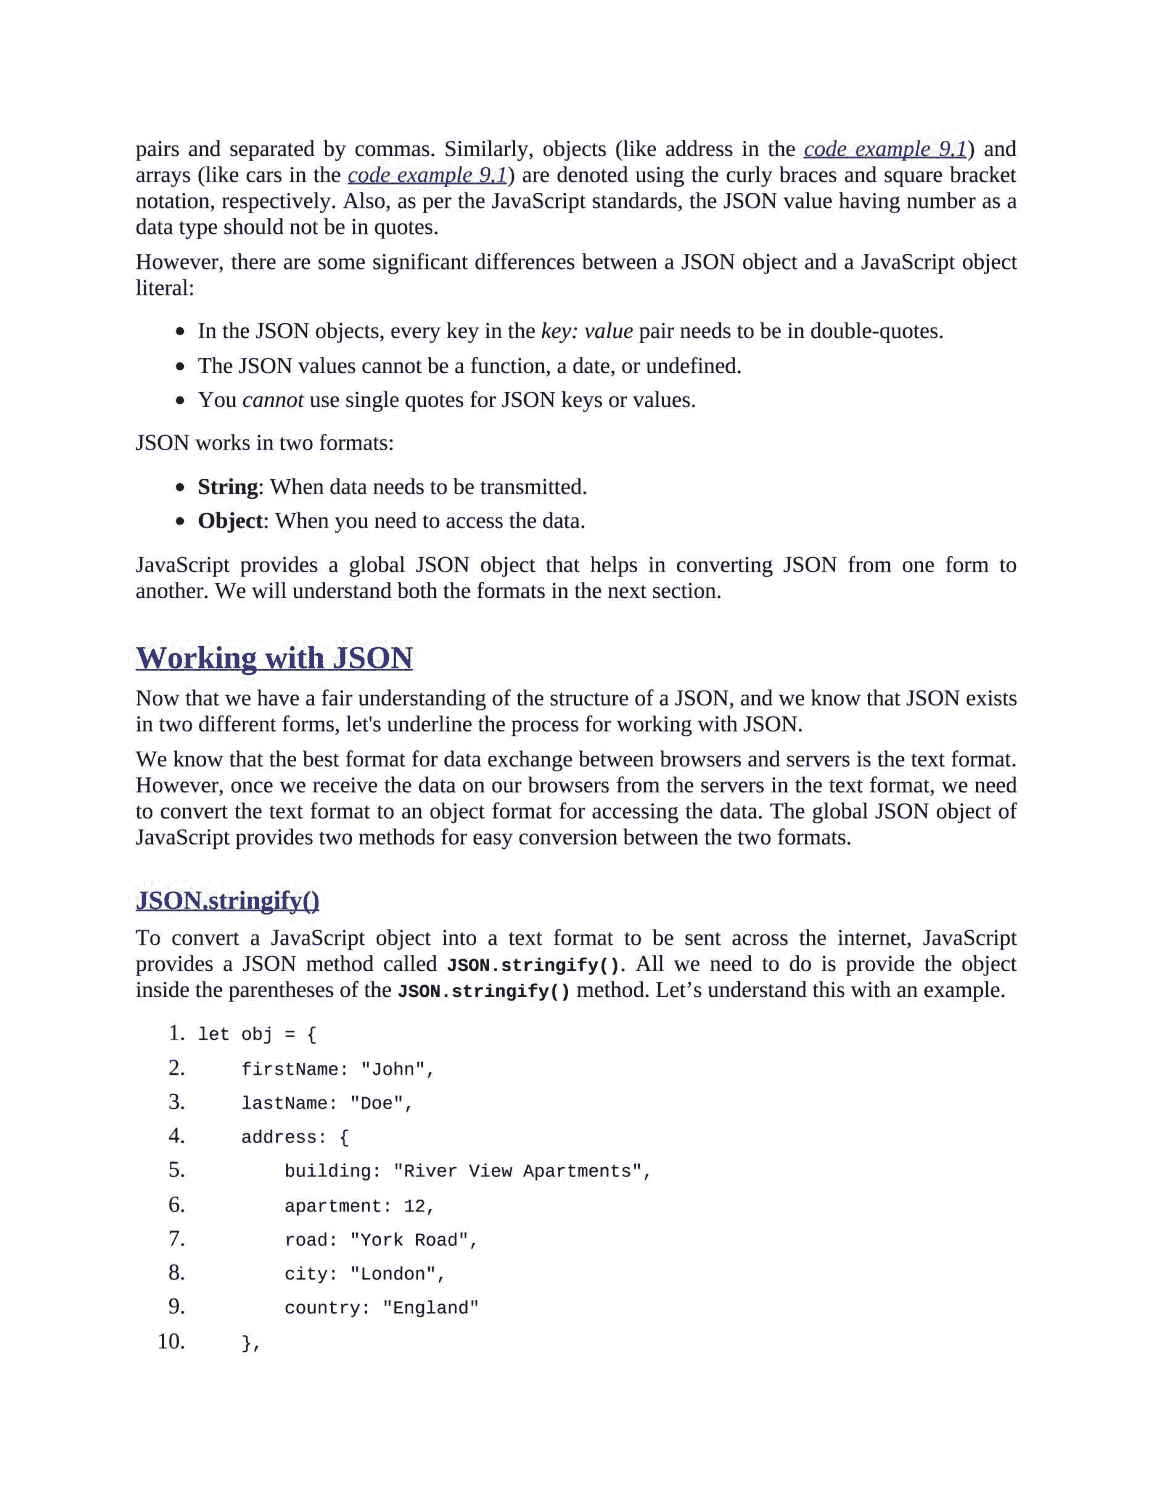 pairs and separated by commas. Similarly, objects (like address in the code example 9.1) and
arrays (like cars in the code example 9.1) are denoted using the curly braces and square bracket
notation, respectively. Also, as per the JavaScript standards, the JSON value having number as a
data type should not be in quotes.
However, there are some significant differences between a JSON object and a JavaScript object
literal:
• In the JSON objects, every key in the key: value pair needs to be in double-quotes.
• The JSON values cannot be a function, a date, or undefined.
• You cannot use single quotes for JSON keys or values.
JSON works in two formats:
• String: When data needs to be transmitted.
• Object: When you need to access the data.
JavaScript provides a global JSON object that helps in converting JSON from one form to
another. We will understand both the formats in the next section.
Working with JSON
Now that we have a fair understanding of the structure of a JSON, and we know that JSON exists
in two different forms, let's underline the process for working with JSON.
We know that the best format for data exchange between browsers and servers is the text format.
However, once we receive the data on our browsers from the servers in the text format, we need
to convert the text format to an object format for accessing the data. The global JSON object of
JavaScript provides two methods for easy conversion between the two formats.
JSON.stringify()
To convert a JavaScript object into a text format to be sent across the internet, JavaScript
provides a JSON method called JSON.stringify(). All we need to do is provide the object
inside the parentheses of the JSON.stringify() method. Let’s understand this with an example.
1. let obj = {
2.     firstName: "John",
3.     lastName: "Doe",
4.     address: {
5.         building: "River View Apartments",
6.         apartment: 12,
7.         road: "York Road",
8.         city: "London",
9.         country: "England"
10.     },